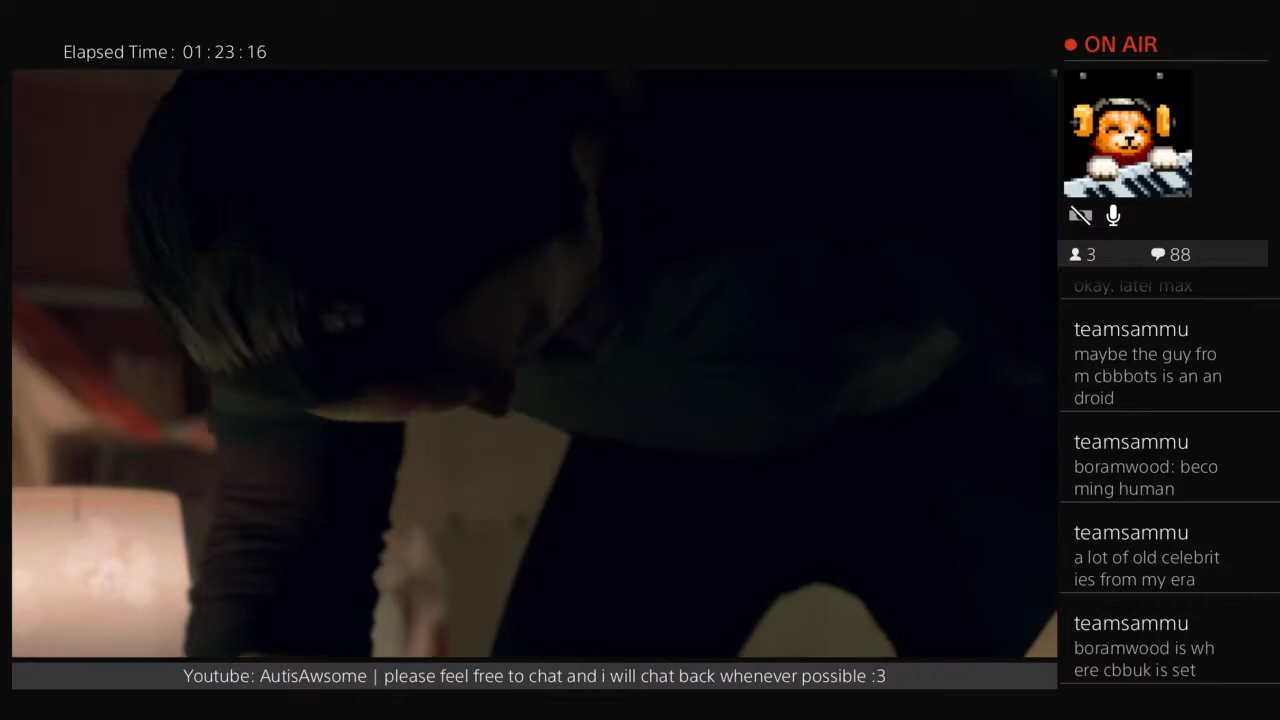 Elapsed Time: 01:23:16
ON AIR
3 88
okay. later max
teamsammu
maybe the guy fro
m cbbbots is an an
droid
teamsammu
boramwood: beco
ming human
teamsammu
a lot of old celebrit
ies from my era
teamsammu
boramwood is wh
ere cbbuk is set
Youtube: AutisAwsome | please feel free to chat and i will chat back whenever possible :3